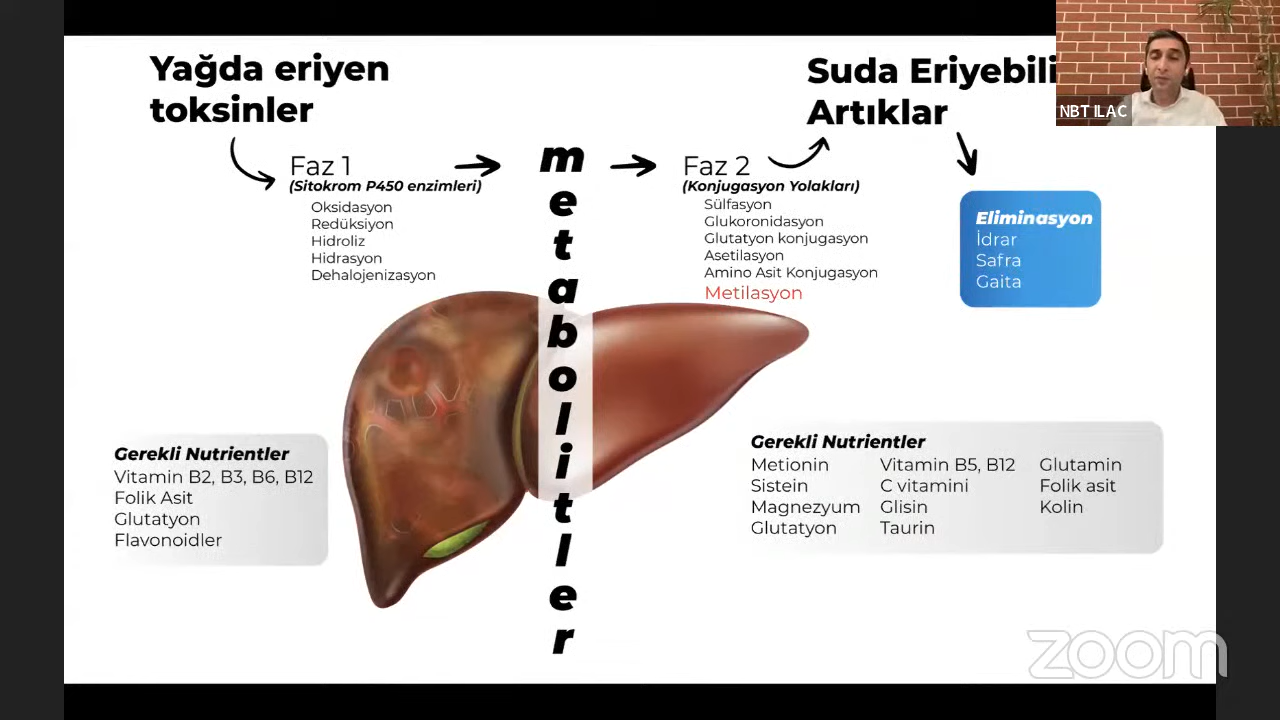 Yağda eriyen
toksinler
Faz 1
(Sitokrom P450 enzimleri)
Oksidasyon
Redüksiyon
Hidroliz
Hidrasyon
Dehalojenizasyon
metabolitler
Faz 2
(Konjugasyon Yolakları)
Sülfasyon
Glukoronidasyon
Glutatyon konjugasyon
Asetilasyon
Amino Asit Konjugasyon
Metilasyon
Suda Eriyebili
Artıklar
NBT ILAC
Eliminasyon
İdrar
Safra
Gaita
Gerekli Nutrientler
Vitamin B2, B3, B6, B12
Folik Asit
Glutatyon
Flavonoidler
Gerekli Nutrientler
Metionin Vitamin B5, B12 Glutamin
Sistein C vitamini Folik asit
Magnezyum Glisin Kolin
Glutatyon Taurin
zoom